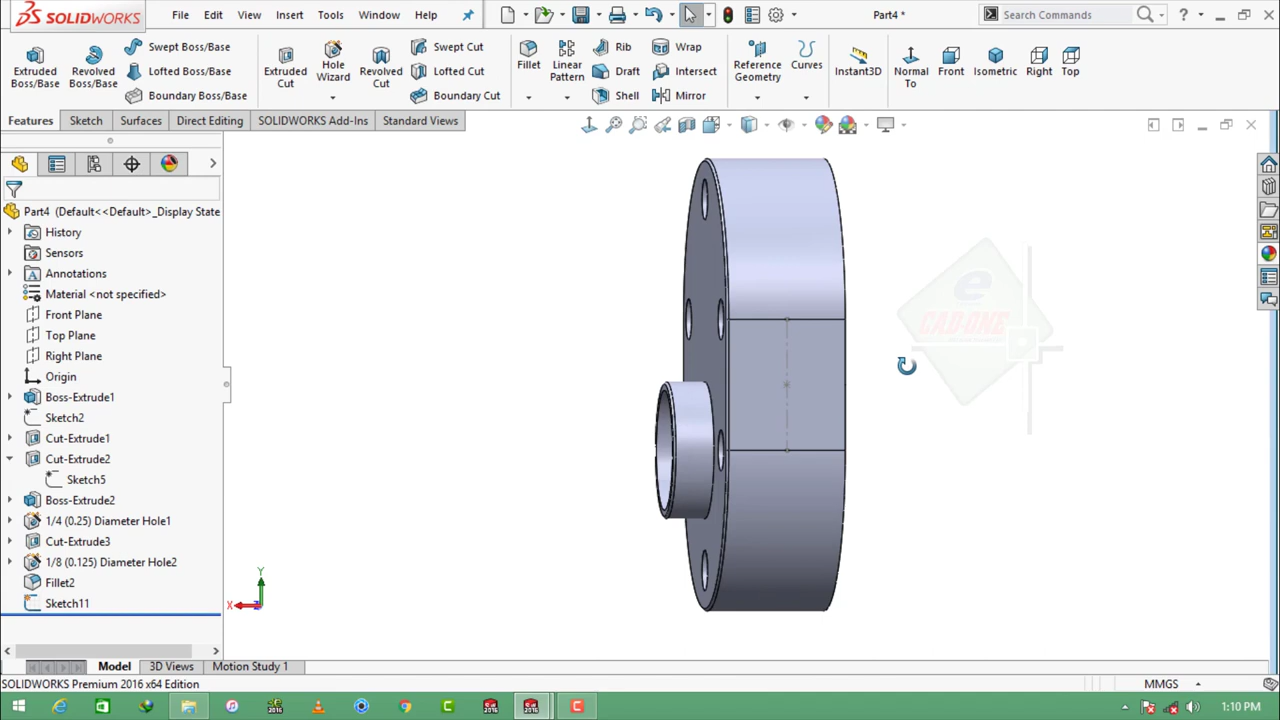 SOLIDWORKS File Edit View Insert Tools Window Help Part4 * Search Commands ?
Extruded Boss/Base
Revolved Boss/Base
Swept Boss/Base
Lofted Boss/Base
Boundary Boss/Base
Extruded Cut
Hole Wizard
Revolved Cut
Swept Cut
Lofted Cut
Boundary Cut
Fillet
Linear Pattern
Rib
Draft
Shell
Wrap
Intersect
Mirror
Reference Geometry
Curves
Instant3D
Normal To
Front
Isometric
Right
Top
Features Sketch Surfaces Direct Editing SOLIDWORKS Add-Ins Standard Views
Part4 (Default<<Default>_Display State
History
Sensors
Annotations
Material <not specified>
Front Plane
Top Plane
Right Plane
Origin
Boss-Extrude1
Sketch2
Cut-Extrude1
Cut-Extrude2
Sketch5
Boss-Extrude2
1/4 (0.25) Diameter Hole1
Cut-Extrude3
1/8 (0.125) Diameter Hole2
Fillet2
Sketch11
e
CAD-ONE
Y
X
Z
Model 3D Views Motion Study 1
SOLIDWORKS Premium 2016 x64 Edition MMGS
2016 2016 2016 1:10 PM